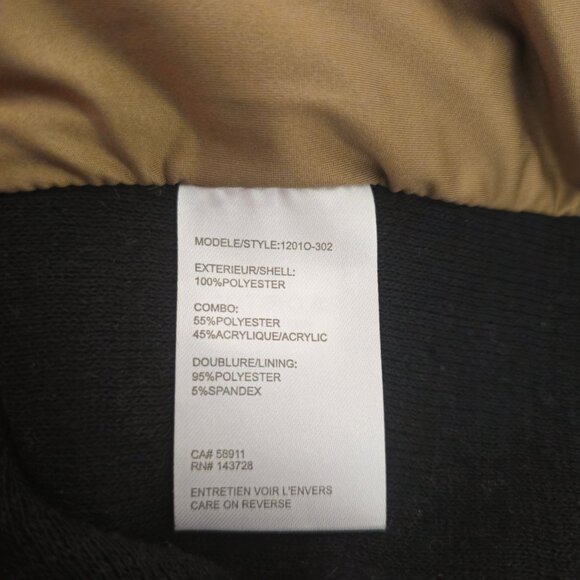 MODELE/STYLE:1201O-302
EXTERIEUR/SHELL:
100%POLYESTER
COMBO:
55%POLYESTER
45%ACRYLIQUE/ACRYLIC
DOUBLURE/LINING:
95%POLYESTER
5%SPANDEX
CA# 58911
RN# 143728
ENTRETIEN VOIR L'ENVERS
CARE ON REVERSE